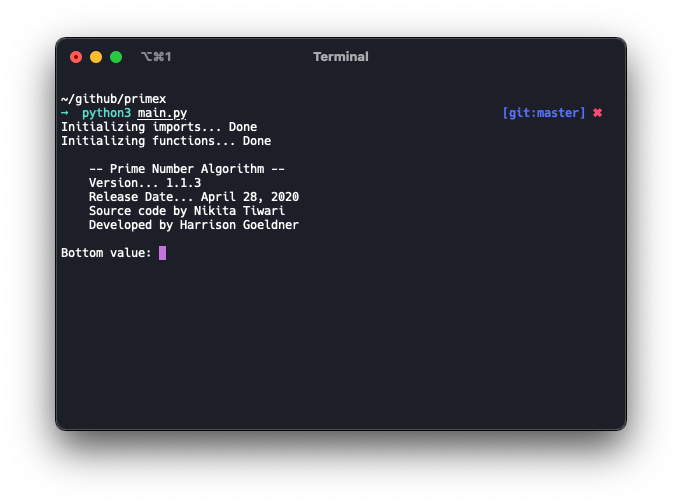 ⌥⌘1 Terminal
~/github/primex
→ python3 main.py [git:master] ✖
Initializing imports... Done
Initializing functions... Done
-- Prime Number Algorithm --
Version... 1.1.3
Release Date... April 28, 2020
Source code by Nikita Tiwari
Developed by Harrison Goeldner
Bottom value: